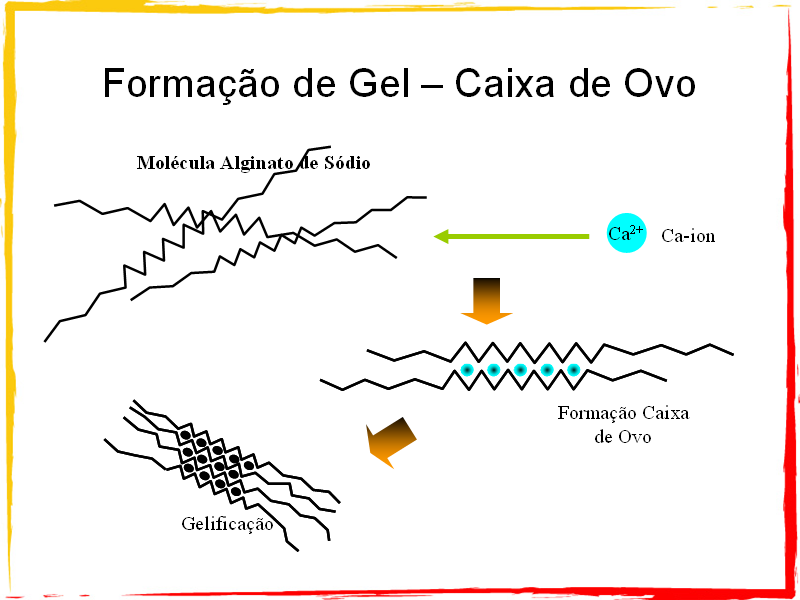 Formação de Gel – Caixa de Ovo
Molécula Alginato de Sódio
Ca2+
Ca-ion
Formação Caixa
de Ovo
Gelificação